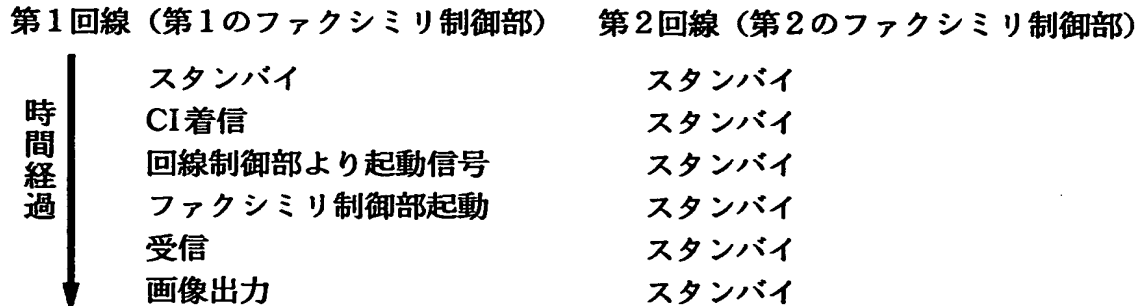 第1回線（第1のファクシミリ制御部） 第2回線（第2のファクシミリ制御部）
時間経過
スタンバイ スタンバイ
CI着信 スタンバイ
回線制御部より起動信号 スタンバイ
ファクシミリ制御部起動 スタンバイ
受信 スタンバイ
画像出力 スタンバイ